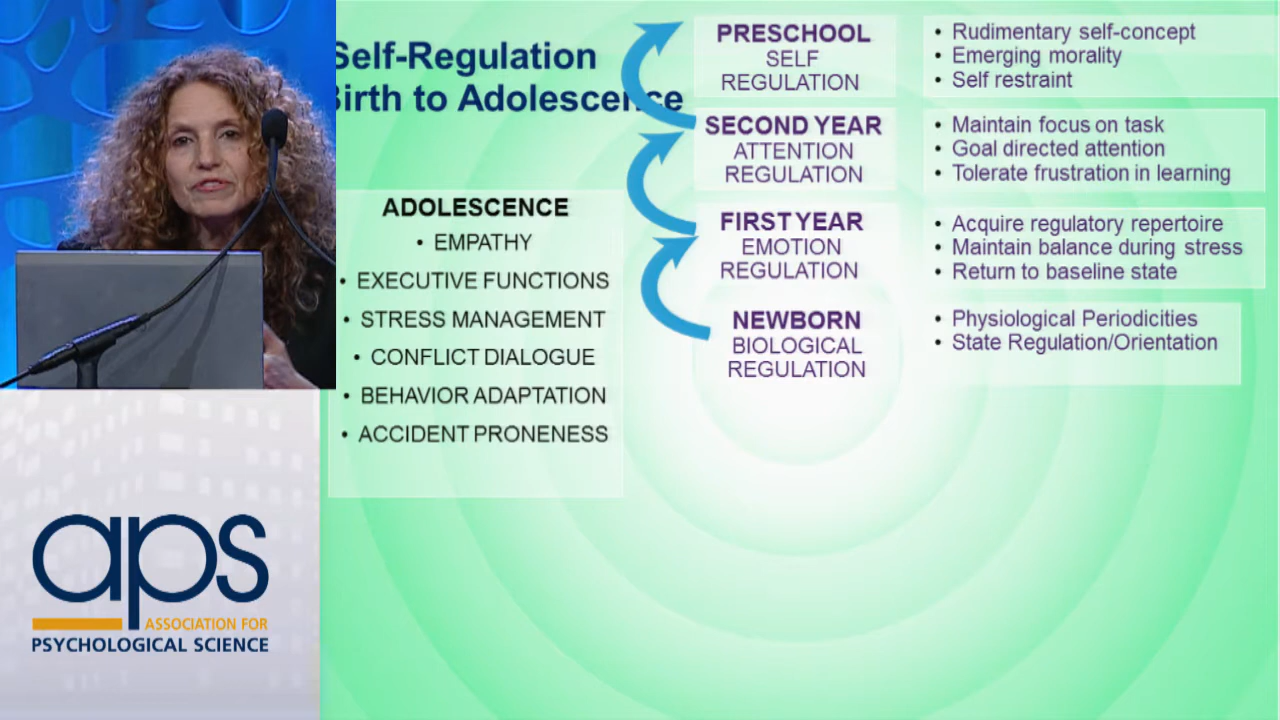 Self-Regulation
Birth to Adolescence
ADOLESCENCE
• EMPATHY
• EXECUTIVE FUNCTIONS
• STRESS MANAGEMENT
• CONFLICT DIALOGUE
• BEHAVIOR ADAPTATION
• ACCIDENT PRONENESS
PRESCHOOL
SELF
REGULATION
• Rudimentary self-concept
• Emerging morality
• Self restraint
SECOND YEAR
ATTENTION
REGULATION
• Maintain focus on task
• Goal directed attention
• Tolerate frustration in learning
FIRST YEAR
EMOTION
REGULATION
• Acquire regulatory repertoire
• Maintain balance during stress
• Return to baseline state
NEWBORN
BIOLOGICAL
REGULATION
• Physiological Periodicities
• State Regulation/Orientation
aps
ASSOCIATION FOR
PSYCHOLOGICAL SCIENCE